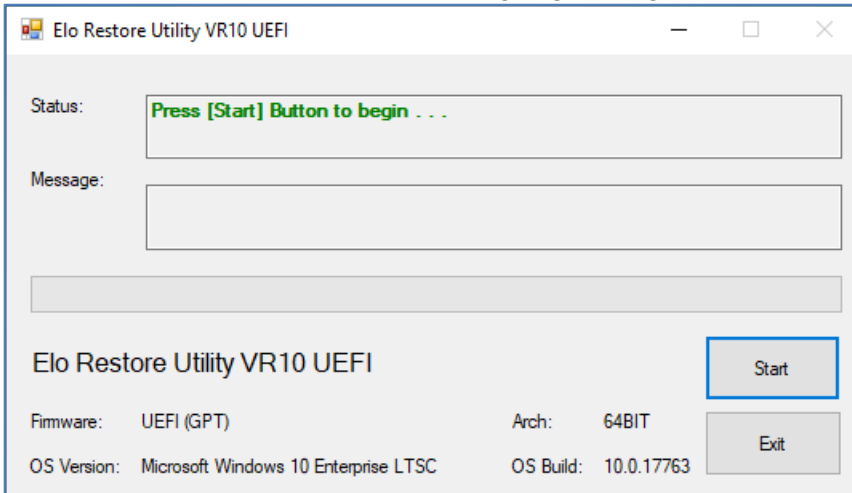 Elo Restore Utility VR10 UEFI
Status:
Press [Start] Button to begin . . .
Message:
Elo Restore Utility VR10 UEFI
Start
Firmware: UEFI (GPT) Arch: 64BIT
Exit
OS Version: Microsoft Windows 10 Enterprise LTSC OS Build: 10.0.17763